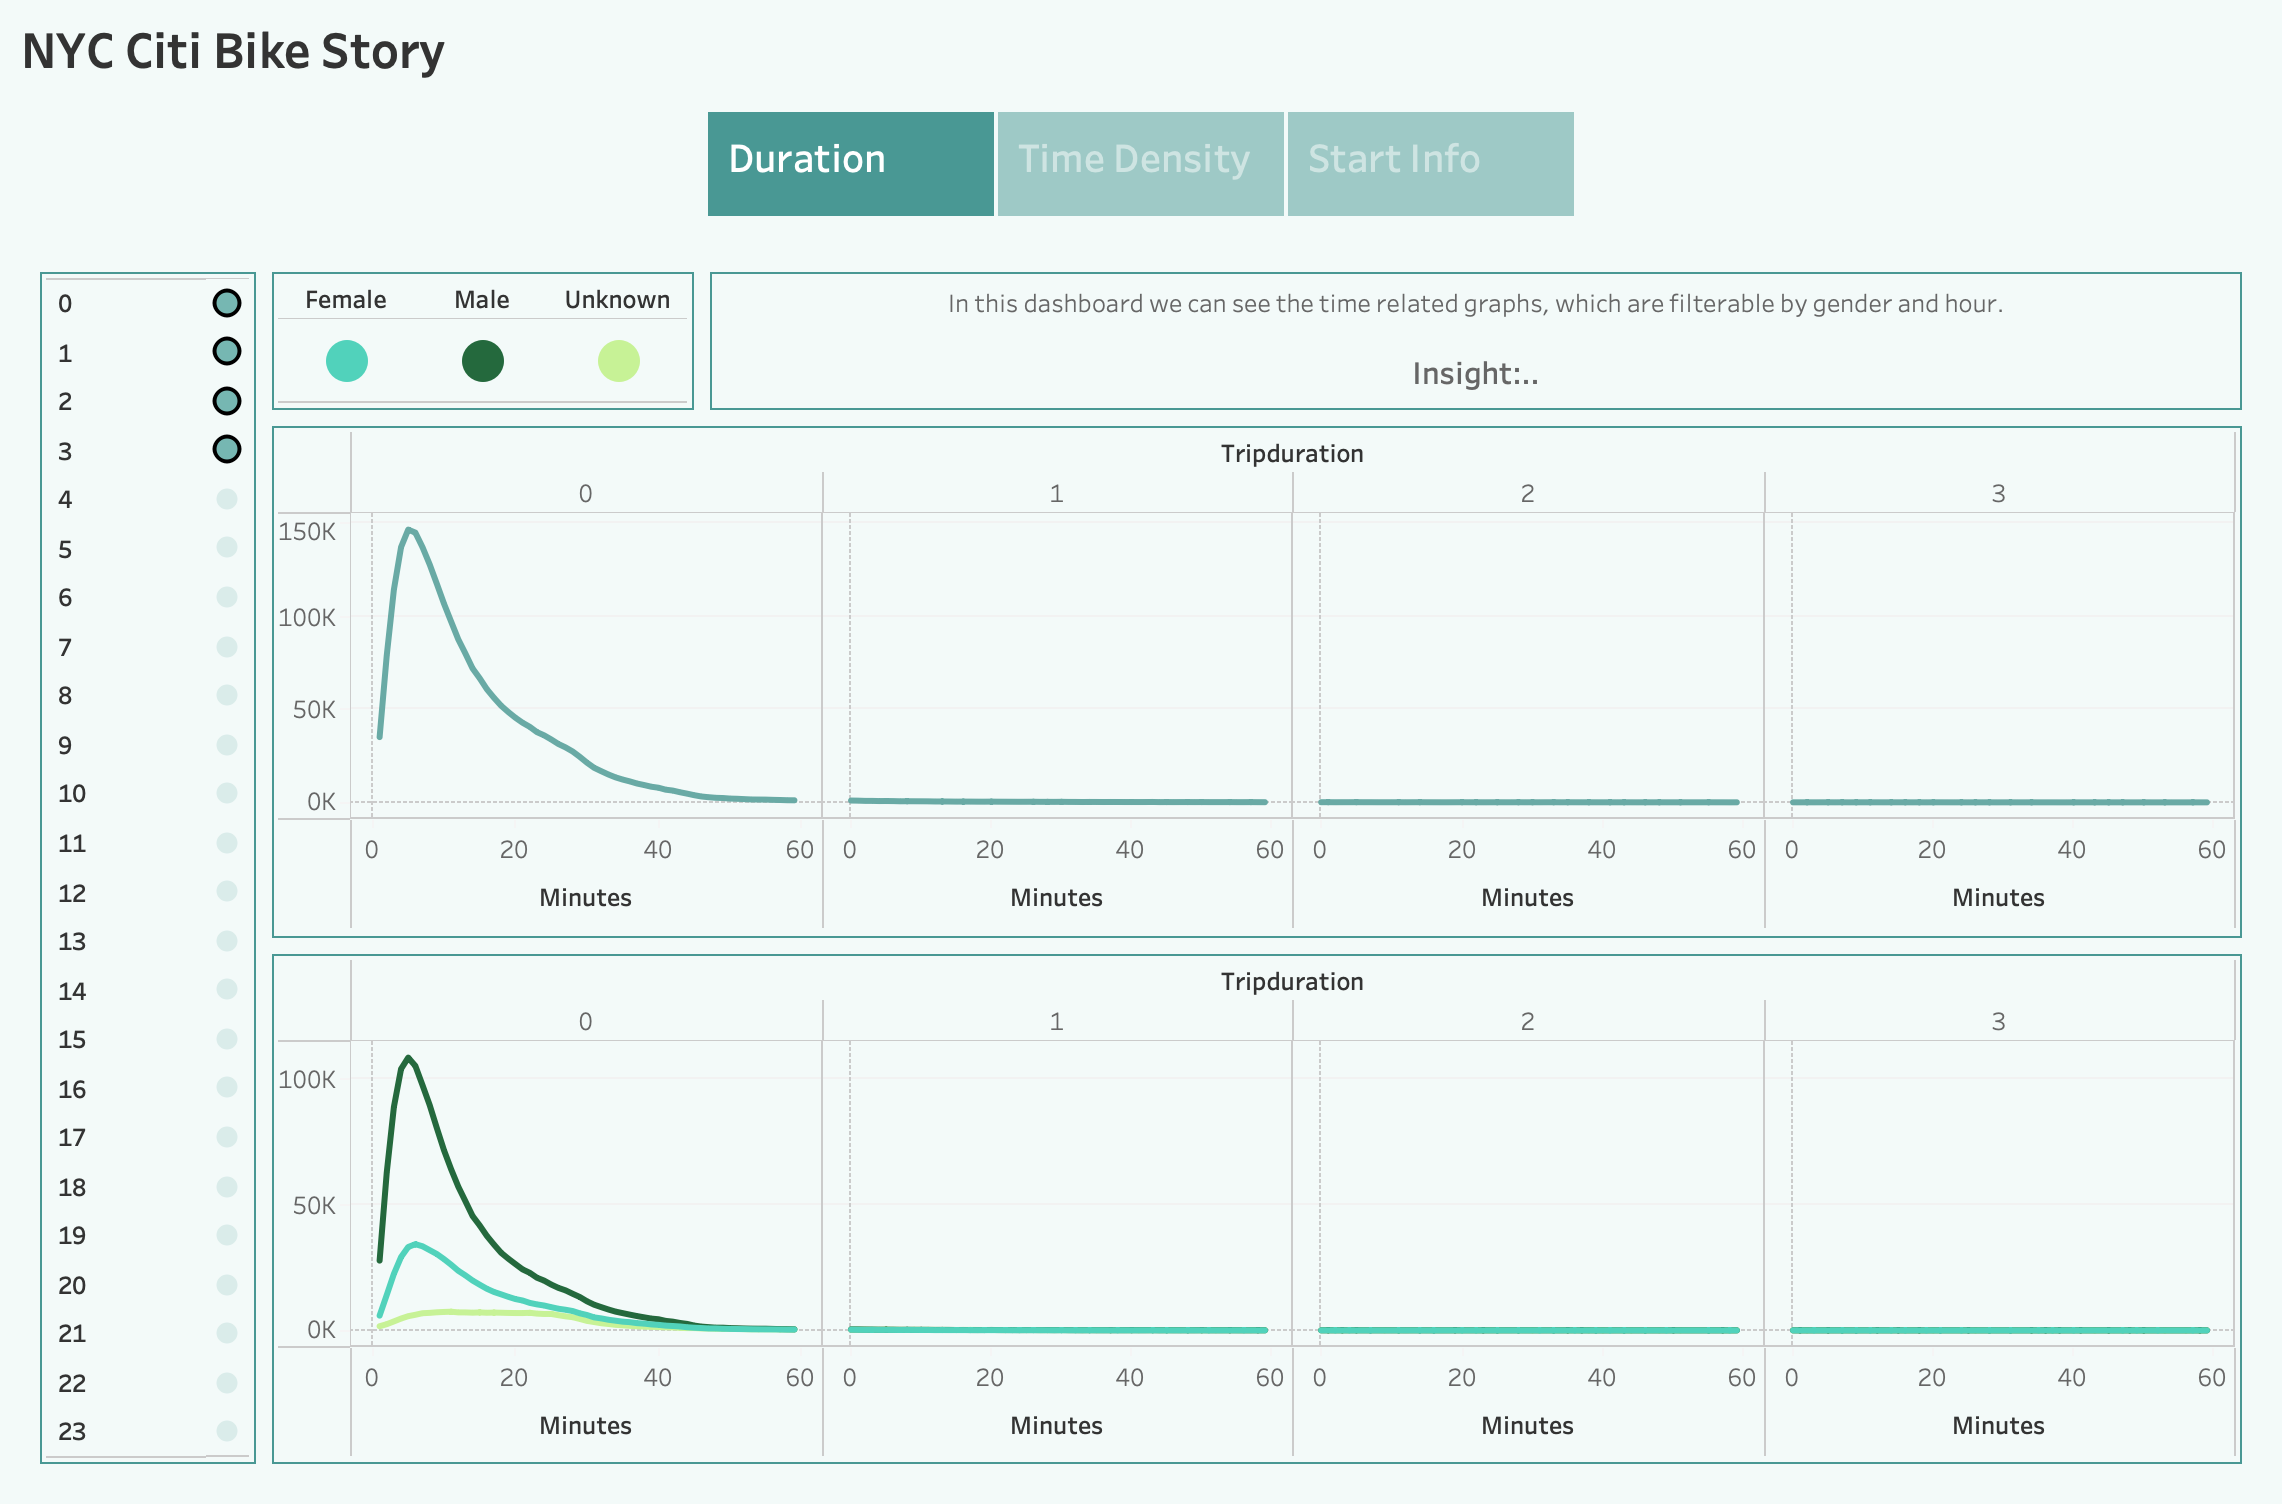 NYC Citi Bike Story
Duration
Time Density
Start Info
0
1
2
3
4
5
6
7
8
9
10
11
12
13
14
15
16
17
18
19
20
21
22
23
Female Male Unknown
In this dashboard we can see the time related graphs, which are filterable by gender and hour.
Insight:..
Tripduration
0 1 2 3
150K
100K
50K
0K
0 20 40 60 0 20 40 60 0 20 40 60 0 20 40 60
Minutes Minutes Minutes Minutes
Tripduration
0 1 2 3
100K
50K
0K
0 20 40 60 0 20 40 60 0 20 40 60 0 20 40 60
Minutes Minutes Minutes Minutes